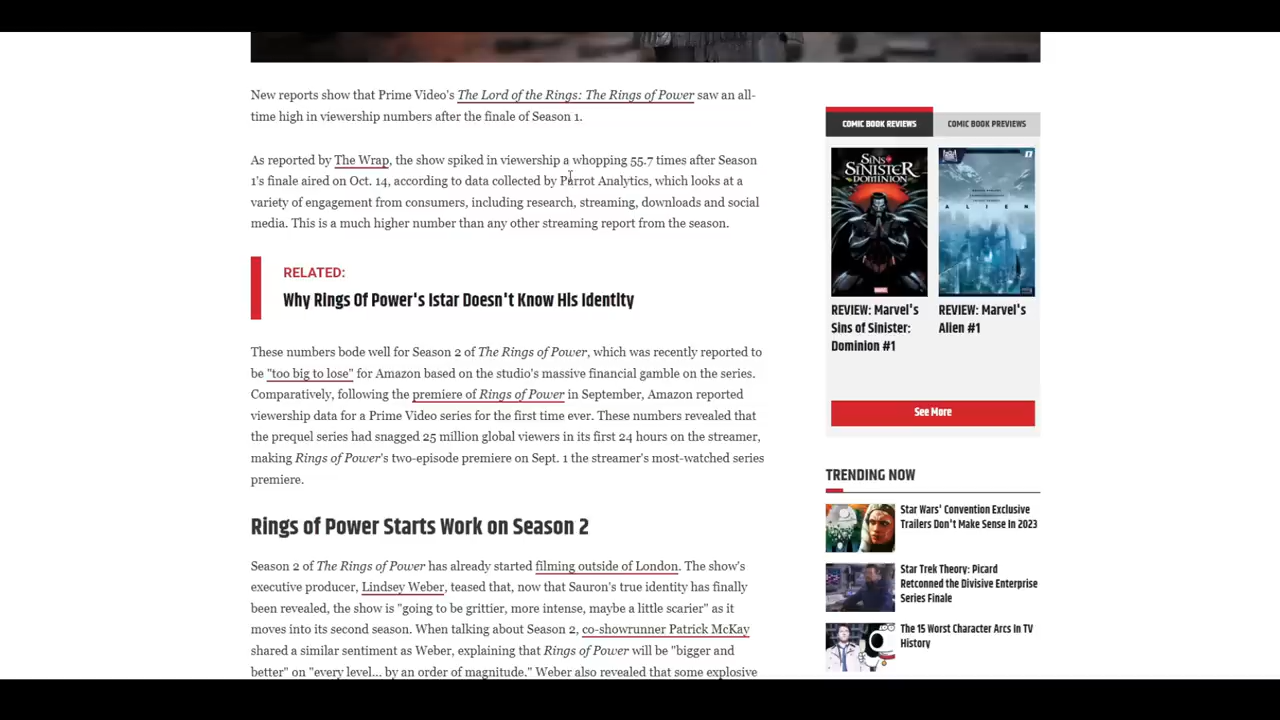 New reports show that Prime Video's The Lord of the Rings: The Rings of Power saw an all-
time high in viewership numbers after the finale of Season 1.
As reported by The Wrap, the show spiked in viewership a whopping 55.7 times after Season
1's finale aired on Oct. 14, according to data collected by Parrot Analytics, which looks at a
variety of engagement from consumers, including research, streaming, downloads and social
media. This is a much higher number than any other streaming report from the season.
RELATED:
Why Rings Of Power's Istar Doesn't Know His Identity
These numbers bode well for Season 2 of The Rings of Power, which was recently reported to
be "too big to lose" for Amazon based on the studio's massive financial gamble on the series.
Comparatively, following the premiere of Rings of Power in September, Amazon reported
viewership data for a Prime Video series for the first time ever. These numbers revealed that
the prequel series had snagged 25 million global viewers in its first 24 hours on the streamer,
making Rings of Power's two-episode premiere on Sept. 1 the streamer's most-watched series
premiere.
Rings of Power Starts Work on Season 2
Season 2 of The Rings of Power has already started filming outside of London. The show's
executive producer, Lindsey Weber, teased that, now that Sauron's true identity has finally
been revealed, the show is "going to be grittier, more intense, maybe a little scarier" as it
moves into its second season. When talking about Season 2, co-showrunner Patrick McKay
shared a similar sentiment as Weber, explaining that Rings of Power will be "bigger and
better" on "every level... by an order of magnitude." Weber also revealed that some explosive
COMIC BOOK REVIEWS
COMIC BOOK PREVIEWS
SINS of SINISTER
DOMINION
MARVEL
ALIEN
REVIEW: Marvel's
Sins of Sinister:
Dominion #1
REVIEW: Marvel's
Alien #1
See More
TRENDING NOW
Star Wars' Convention Exclusive
Trailers Don't Make Sense In 2023
Star Trek Theory: Picard
Retconned the Divisive Enterprise
Series Finale
The 15 Worst Character Arcs In TV
History